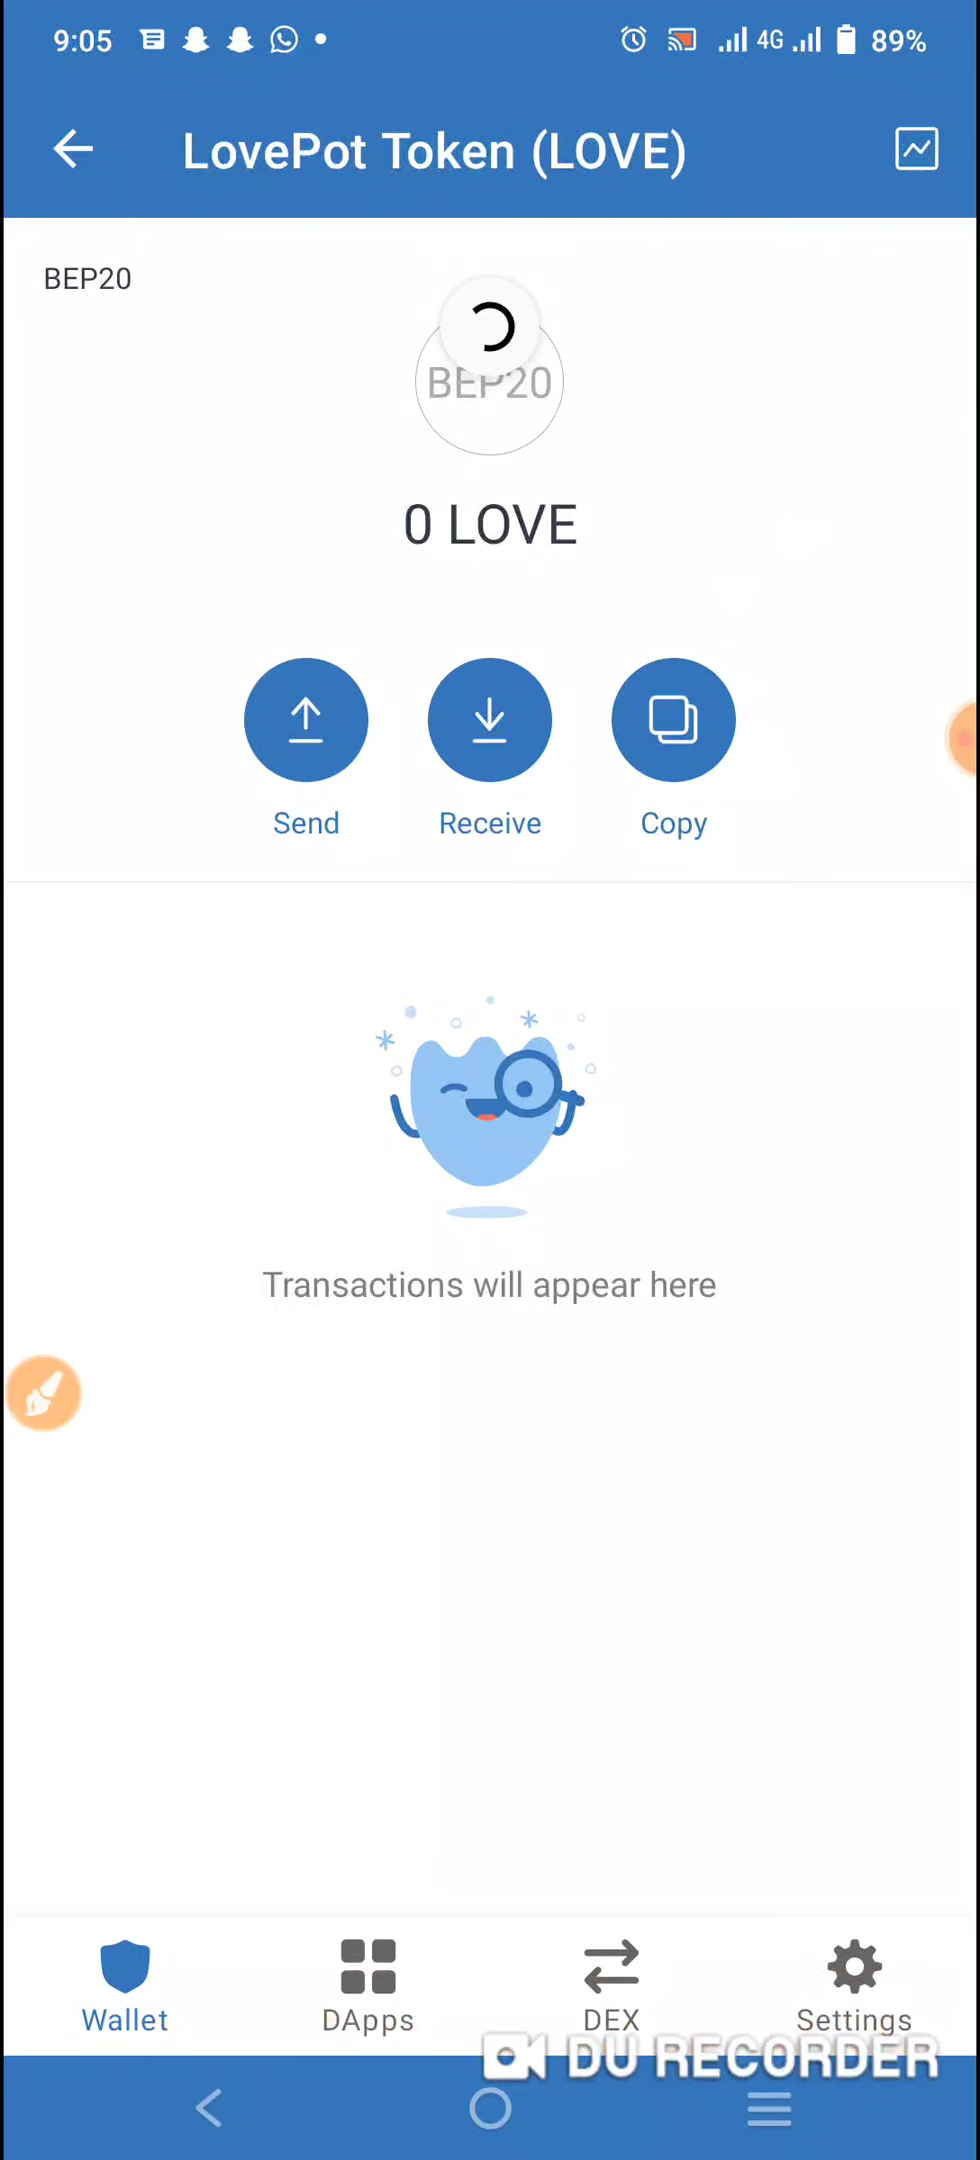 9:05 4G 89%
LovePot Token (LOVE)
BEP20
BEP20
0 LOVE
Send Receive Copy
Transactions will appear here
Wallet DApps DEX Settings
DU RECORDER